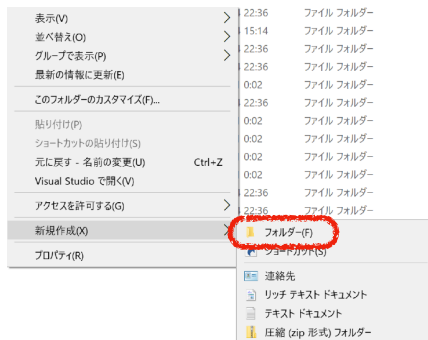 表示(V)
並べ替え(O)
グループで表示(P)
最新の情報に更新(E)
このフォルダーのカスタマイズ(F)...
貼り付け(P)
ショートカットの貼り付け(S)
元に戻す - 名前の変更(U) Ctrl+Z
Visual Studio で開く(V)
アクセスを許可する(G)
新規作成(X)
プロパティ(R)
22:36 ファイル フォルダー
15:14 ファイル フォルダー
22:36 ファイル フォルダー
22:36 ファイル フォルダー
0:02 ファイル フォルダー
22:36 ファイル フォルダー
0:02 ファイル フォルダー
0:02 ファイル フォルダー
0:02 ファイル フォルダー
0:02 ファイル フォルダー
22:36 ファイル フォルダー
22:36 ファイル フォルダー
フォルダー(F)
ショートカット(S)
連絡先
リッチ テキスト ドキュメント
テキスト ドキュメント
圧縮 (zip 形式) フォルダー